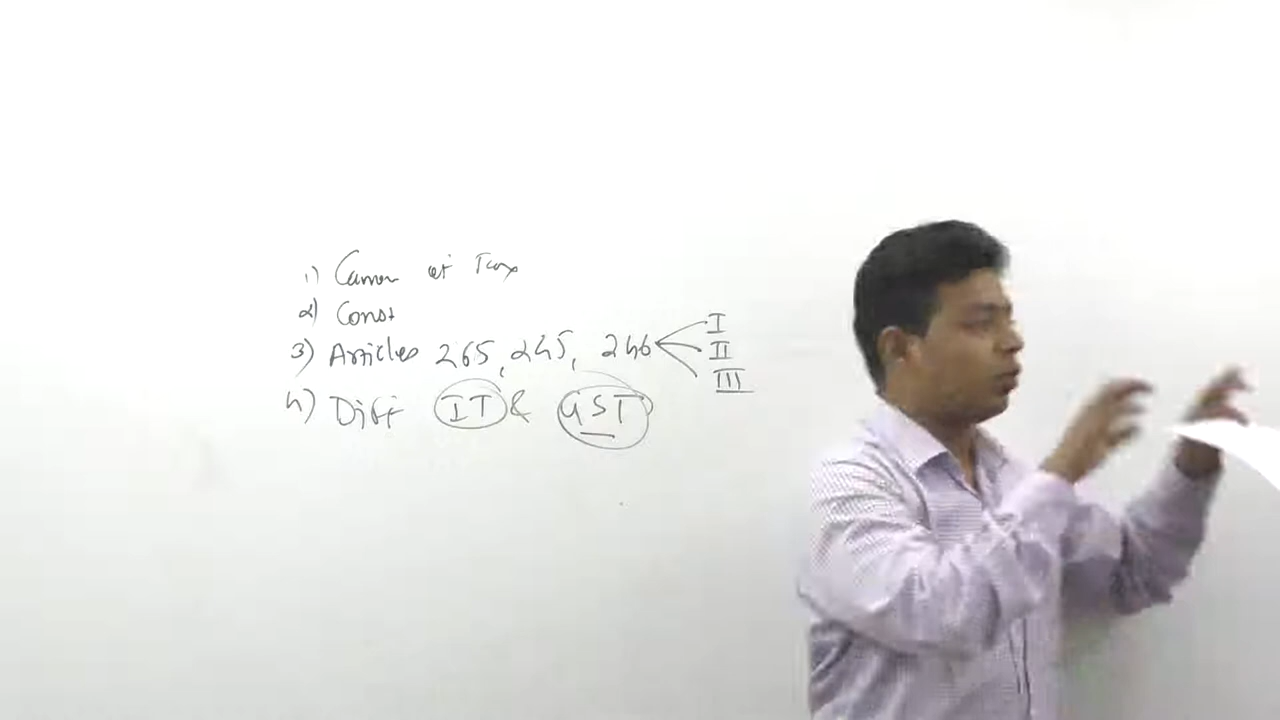 1) Canon of Tax
2) Const
3) Articles 265, 245, 246 I II III
4) Diff IT & GST